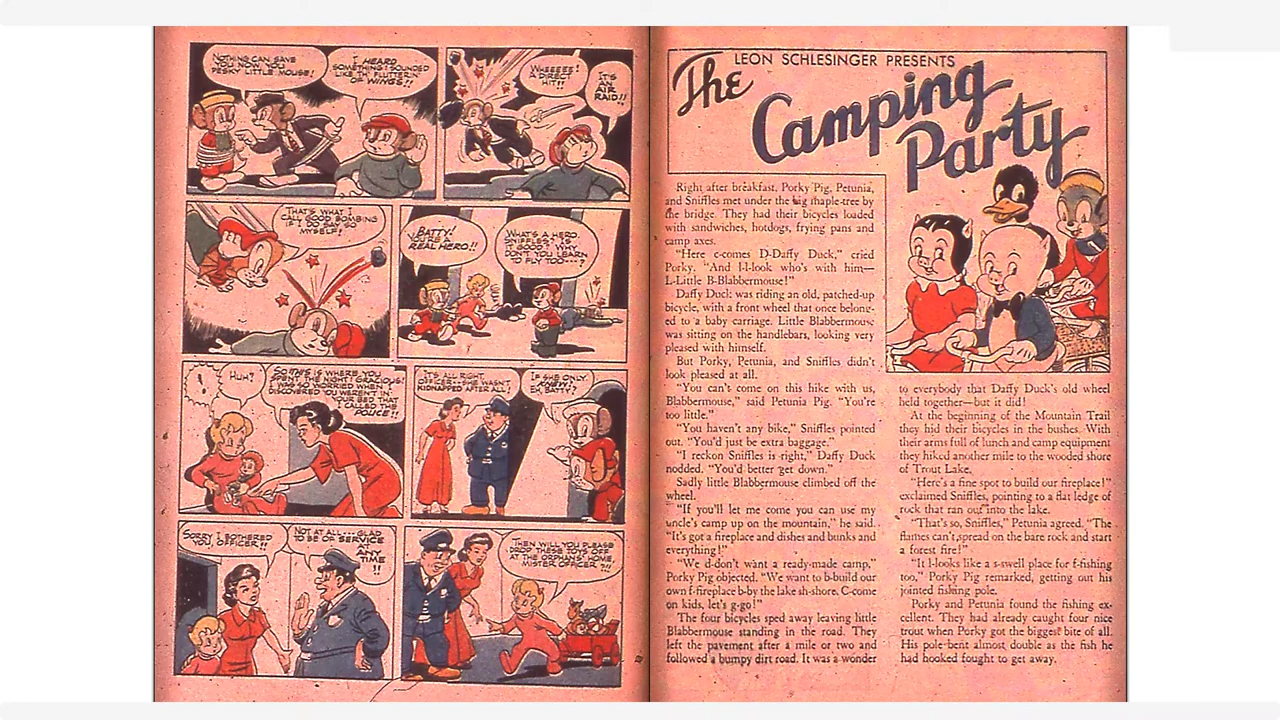 NOTHING CAN SAVE
YOU NOW, YOU
PESKY LITTLE MOUSE!
I HEARD
SOMETHING! SOUNDED
LIKE TH' FLUTTERIN'
OF WINGS!!
WHEEEEE!
A DIRECT
HIT!!
IT'S
AN
AIR
RAID!!
THAT'S WHAT I
CALL GOOD BOMBING
IF I DO SAY SO
MYSELF!
BATTY!
YOU'RE A
REAL HERO!!
WHAT'S A HERO,
SNIFFLES? IS
IT GOOD? WHY
DON'T YOU LEARN
TO FLY TOO---?
!
HUH?
SO THIS IS WHERE YOU
SPENT THE NIGHT! GRACIOUS!
I WAS SO WORRIED WHEN I
DISCOVERED YOU WEREN'T IN
YOUR BED THAT
I CALLED THE
POLICE!!
IT'S ALL RIGHT,
OFFICER--SHE WASN'T
KIDNAPPED AFTER ALL!
IF SHE ONLY
KNEW!
EH, BATTY?
SORRY I BOTHERED
YOU, OFFICER!!
NOT AT ALL---GLAD
TO BE OF SERVICE
ANY
TIME
!!
THEN WILL YOU PLEASE
DROP THESE TOYS OFF
AT THE ORPHANS' HOME,
MISTER OFFICER ?!!
LEON SCHLESINGER PRESENTS
The
Camping
Party
Right after breakfast, Porky Pig, Petunia,
and Sniffles met under the big maple-tree by
the bridge. They had their bicycles loaded
with sandwiches, hotdogs, frying pans and
camp axes.
"Here c-comes D-Daffy Duck," cried
Porky. "And l-l-look who's with him—
L-Little B-Blabbermouse!"
Daffy Duck was riding an old, patched-up
bicycle, with a front wheel that once belong-
ed to a baby carriage. Little Blabbermouse
was sitting on the handlebars, looking very
pleased with himself.
But Porky, Petunia, and Sniffles didn't
look pleased at all.
"You can't come on this hike with us,
Blabbermouse," said Petunia Pig. "You're
too little."
"You haven't any bike," Sniffles pointed
out. "You'd just be extra baggage."
"I reckon Sniffles is right," Daffy Duck
nodded. "You'd better get down."
Sadly little Blabbermouse climbed off the
wheel.
"If you'll let me come you can use my
uncle's camp up on the mountain," he said.
"It's got a fireplace and dishes and bunks and
everything!"
"We d-don't want a ready-made camp,"
Porky Pig objected. "We want to b-build our
own f-fireplace b-by the lake sh-shore. C-come
on kids, let's g-go!"
The four bicycles sped away leaving little
Blabbermouse standing in the road. They
left the pavement after a mile or two and
followed a bumpy dirt road. It was a wonder
to everybody that Daffy Duck's old wheel
held together—but it did!
At the beginning of the Mountain Trail
they hid their bicycles in the bushes. With
their arms full of lunch and camp equipment
they hiked another mile to the wooded shore
of Trout Lake.
"Here's a fine spot to build our fireplace!"
exclaimed Sniffles, pointing to a flat ledge of
rock that ran out into the lake.
"That's so, Sniffles," Petunia agreed. "The
flames can't spread on the bare rock and start
a forest fire!"
"It l-looks like a s-swell place for f-fishing
too," Porky Pig remarked, getting out his
jointed fishing pole.
Porky and Petunia found the fishing ex-
cellent. They had already caught four nice
trout when Porky got the biggest bite of all.
His pole bent almost double as the fish he
had hooked fought to get away.